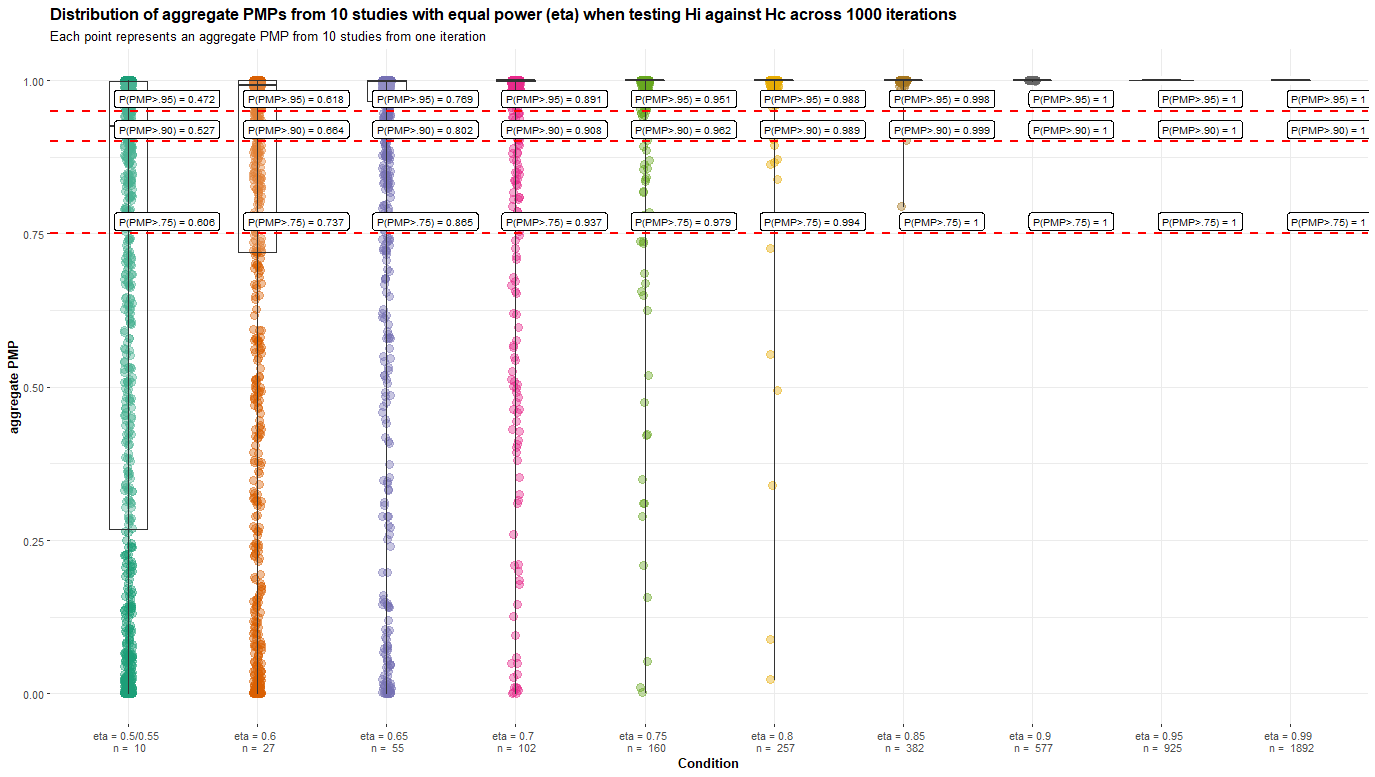 Distribution of aggregate PMPs from 10 studies with equal power (eta) when testing Hi against Hc across 1000 iterations
Each point represents an aggregate PMP from 10 studies from one iteration
1.00
P(PMP>.95) = 0.472 P(PMP>.95) = 0.618 P(PMP>.95) = 0.769 P(PMP>.95) = 0.891 P(PMP>.95) = 0.951 P(PMP>.95) = 0.988 P(PMP>.95) = 0.998 P(PMP>.95) = 1 P(PMP>.95) = 1 P(PMP>.95) = 1
P(PMP>.90) = 0.527 P(PMP>.90) = 0.664 P(PMP>.90) = 0.802 P(PMP>.90) = 0.908 P(PMP>.90) = 0.962 P(PMP>.90) = 0.989 P(PMP>.90) = 0.999 P(PMP>.90) = 1 P(PMP>.90) = 1 P(PMP>.90) = 1
P(PMP>.75) = 0.606 P(PMP>.75) = 0.737 P(PMP>.75) = 0.865 P(PMP>.75) = 0.937 P(PMP>.75) = 0.979 P(PMP>.75) = 0.994 P(PMP>.75) = 1 P(PMP>.75) = 1 P(PMP>.75) = 1 P(PMP>.75) = 1
0.75
0.50
0.25
0.00
aggregate PMP
eta = 0.5/0.55 eta = 0.6 eta = 0.65 eta = 0.7 eta = 0.75 eta = 0.8 eta = 0.85 eta = 0.9 eta = 0.95 eta = 0.99
n = 10 n = 27 n = 55 n = 102 n = 160 n = 257 n = 382 n = 577 n = 925 n = 1892
Condition